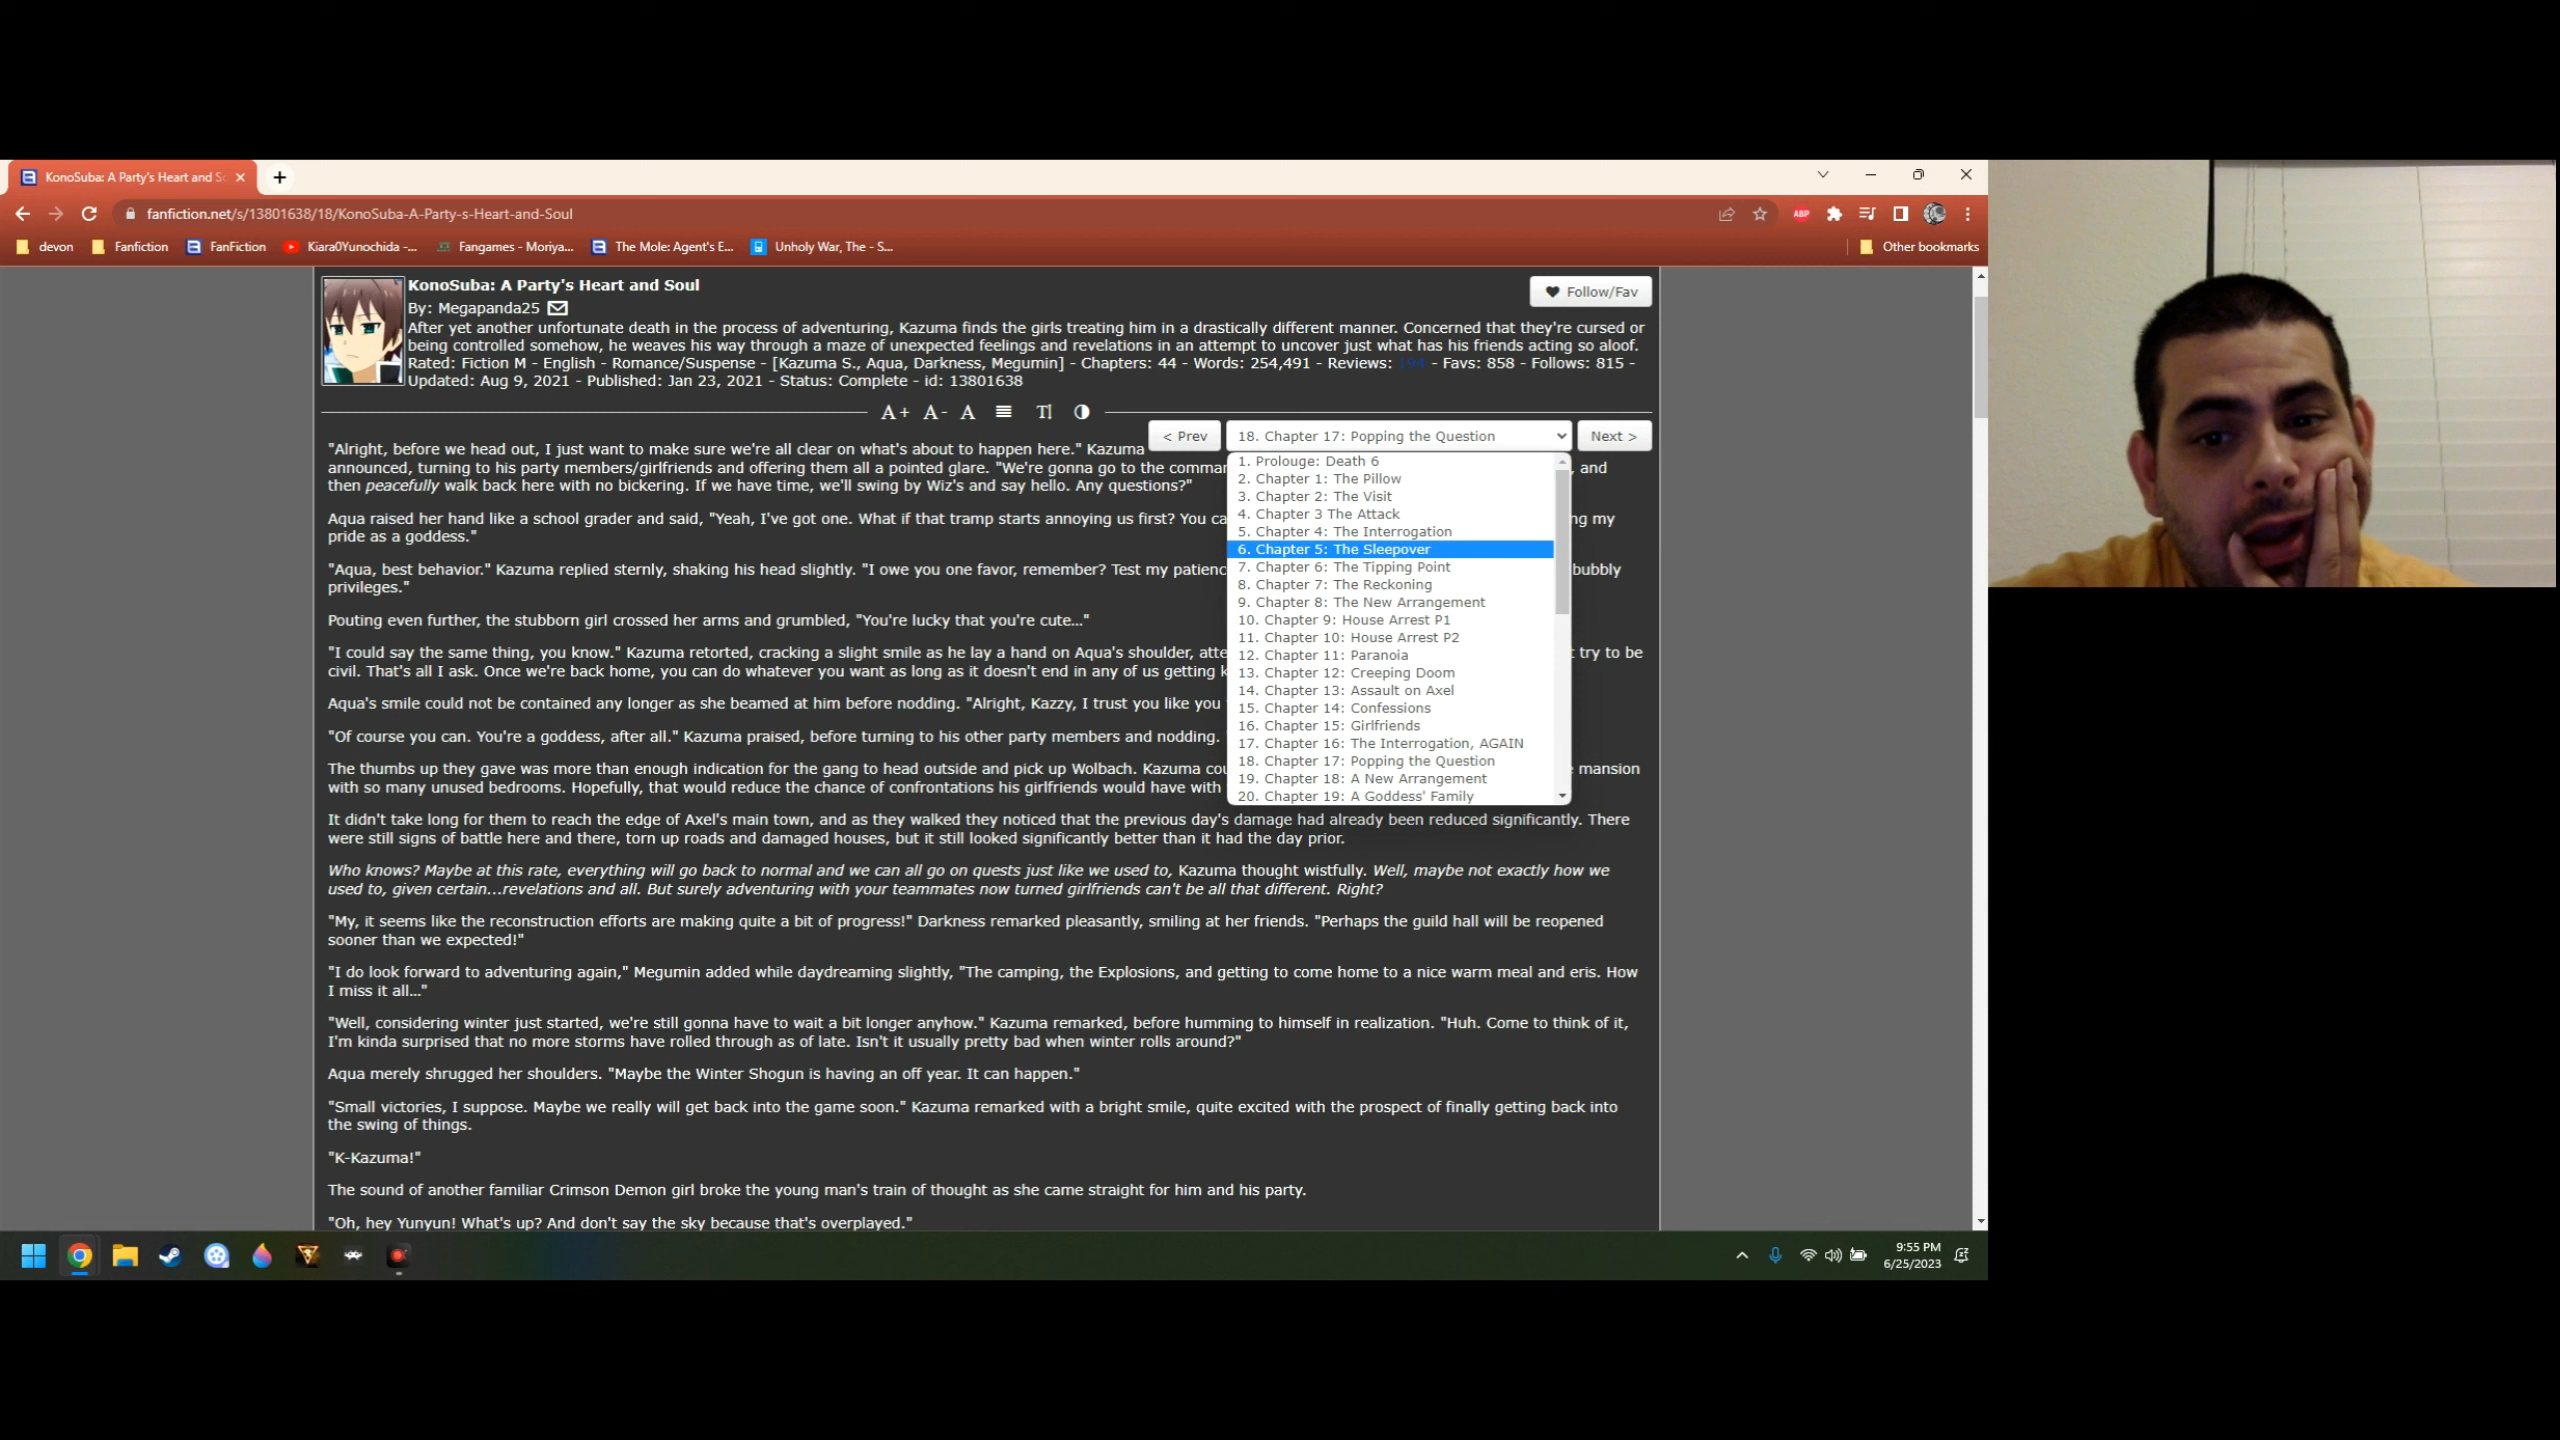 KonoSuba: A Party's Heart and S
fanfiction.net/s/13801638/18/KonoSuba-A-Party-s-Heart-and-Soul
ABP
devon
Fanfiction
FanFiction
Kiara0Yunochida -...
Fangames - Moriya...
The Mole: Agent's E...
Unholy War, The - S...
Other bookmarks
KonoSuba: A Party's Heart and Soul
Follow/Fav
By: Megapanda25
After yet another unfortunate death in the process of adventuring, Kazuma finds the girls treating him in a drastically different manner. Concerned that they're cursed or
being controlled somehow, he weaves his way through a maze of unexpected feelings and revelations in an attempt to uncover just what has his friends acting so aloof.
Rated: Fiction M - English - Romance/Suspense - [Kazuma S., Aqua, Darkness, Megumin] - Chapters: 44 - Words: 254,491 - Reviews: - Favs: 858 - Follows: 815 -
Updated: Aug 9, 2021 - Published: Jan 23, 2021 - Status: Complete - id: 13801638
A+ A- A
< Prev
18. Chapter 17: Popping the Question
Next >
1. Prolouge: Death 6
2. Chapter 1: The Pillow
3. Chapter 2: The Visit
4. Chapter 3 The Attack
5. Chapter 4: The Interrogation
6. Chapter 5: The Sleepover
7. Chapter 6: The Tipping Point
8. Chapter 7: The Reckoning
9. Chapter 8: The New Arrangement
10. Chapter 9: House Arrest P1
11. Chapter 10: House Arrest P2
12. Chapter 11: Paranoia
13. Chapter 12: Creeping Doom
14. Chapter 13: Assault on Axel
15. Chapter 14: Confessions
16. Chapter 15: Girlfriends
17. Chapter 16: The Interrogation, AGAIN
18. Chapter 17: Popping the Question
19. Chapter 18: A New Arrangement
20. Chapter 19: A Goddess' Family
"Alright, before we head out, I just want to make sure we're all clear on what's about to happen here." Kazuma
announced, turning to his party members/girlfriends and offering them all a pointed glare. "We're gonna go to the commar , and
then peacefully walk back here with no bickering. If we have time, we'll swing by Wiz's and say hello. Any questions?"
Aqua raised her hand like a school grader and said, "Yeah, I've got one. What if that tramp starts annoying us first? You ca ng my
pride as a goddess."
"Aqua, best behavior." Kazuma replied sternly, shaking his head slightly. "I owe you one favor, remember? Test my patienc bubbly
privileges."
Pouting even further, the stubborn girl crossed her arms and grumbled, "You're lucky that you're cute..."
"I could say the same thing, you know." Kazuma retorted, cracking a slight smile as he lay a hand on Aqua's shoulder, atte t try to be
civil. That's all I ask. Once we're back home, you can do whatever you want as long as it doesn't end in any of us getting k
Aqua's smile could not be contained any longer as she beamed at him before nodding. "Alright, Kazzy, I trust you like you
"Of course you can. You're a goddess, after all." Kazuma praised, before turning to his other party members and nodding.
The thumbs up they gave was more than enough indication for the gang to head outside and pick up Wolbach. Kazuma cou e mansion
with so many unused bedrooms. Hopefully, that would reduce the chance of confrontations his girlfriends would have with
It didn't take long for them to reach the edge of Axel's main town, and as they walked they noticed that the previous day's damage had already been reduced significantly. There
were still signs of battle here and there, torn up roads and damaged houses, but it still looked significantly better than it had the day prior.
Who knows? Maybe at this rate, everything will go back to normal and we can all go on quests just like we used to, Kazuma thought wistfully. Well, maybe not exactly how we
used to, given certain...revelations and all. But surely adventuring with your teammates now turned girlfriends can't be all that different. Right?
"My, it seems like the reconstruction efforts are making quite a bit of progress!" Darkness remarked pleasantly, smiling at her friends. "Perhaps the guild hall will be reopened
sooner than we expected!"
"I do look forward to adventuring again," Megumin added while daydreaming slightly, "The camping, the Explosions, and getting to come home to a nice warm meal and eris. How
I miss it all..."
"Well, considering winter just started, we're still gonna have to wait a bit longer anyhow." Kazuma remarked, before humming to himself in realization. "Huh. Come to think of it,
I'm kinda surprised that no more storms have rolled through as of late. Isn't it usually pretty bad when winter rolls around?"
Aqua merely shrugged her shoulders. "Maybe the Winter Shogun is having an off year. It can happen."
"Small victories, I suppose. Maybe we really will get back into the game soon." Kazuma remarked with a bright smile, quite excited with the prospect of finally getting back into
the swing of things.
"K-Kazuma!"
The sound of another familiar Crimson Demon girl broke the young man's train of thought as she came straight for him and his party.
"Oh, hey Yunyun! What's up? And don't say the sky because that's overplayed."
9:55 PM
6/25/2023